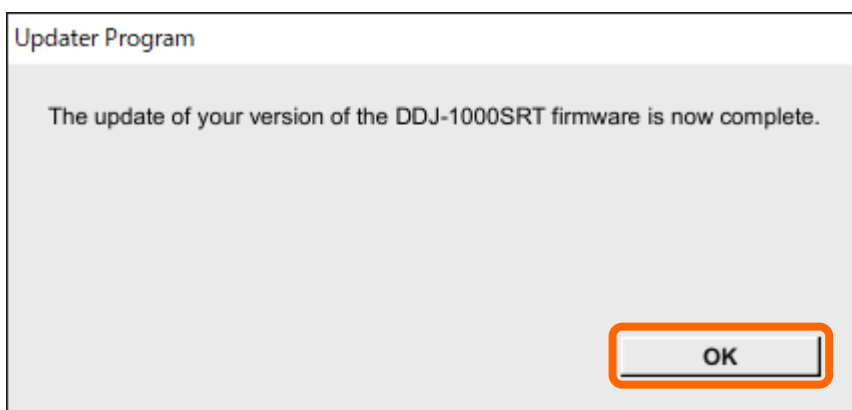 Updater Program
The update of your version of the DDJ-1000SRT firmware is now complete.
OK